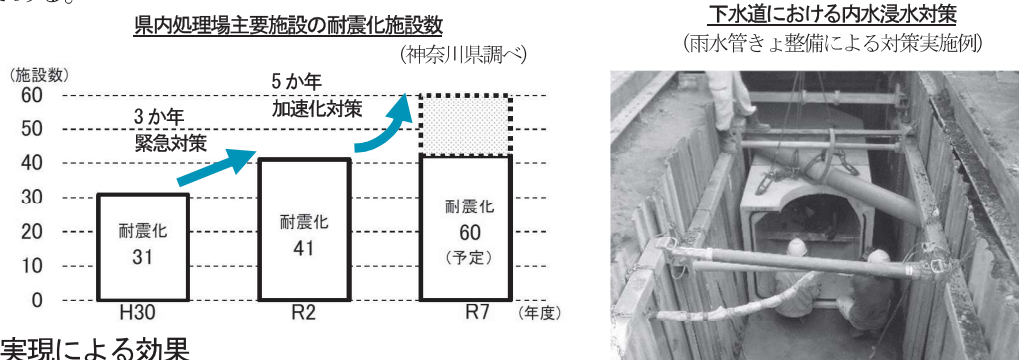 県内処理場主要施設の耐震化施設数
(神奈川県調べ)
(施設数)
60
50
40
30
20
10
0
3か年
緊急対策
5か年
加速化対策
耐震化
31
耐震化
41
耐震化
60
(予定)
H30
R2
R7
(年度)
下水道における内水浸水対策
(雨水管きょ整備による対策実施例)
実現による効果